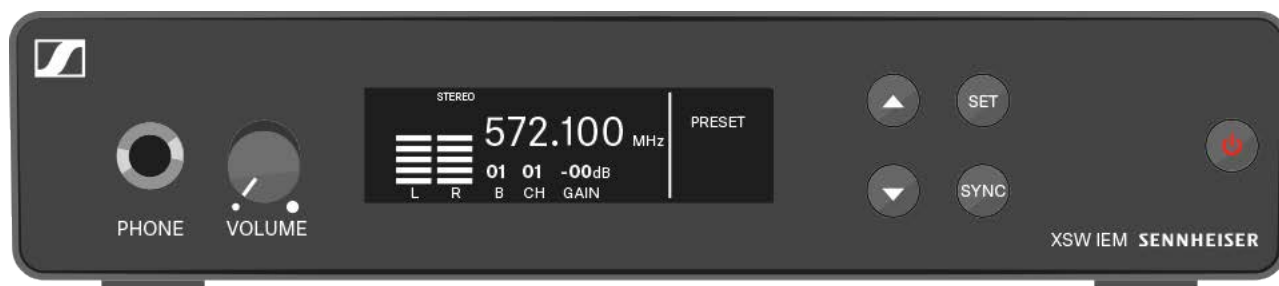 STEREO
572.100 MHz
PRESET
01 01 -00dB
L R B CH GAIN
PHONE
VOLUME
SET
SYNC
XSW IEM SENNHEISER